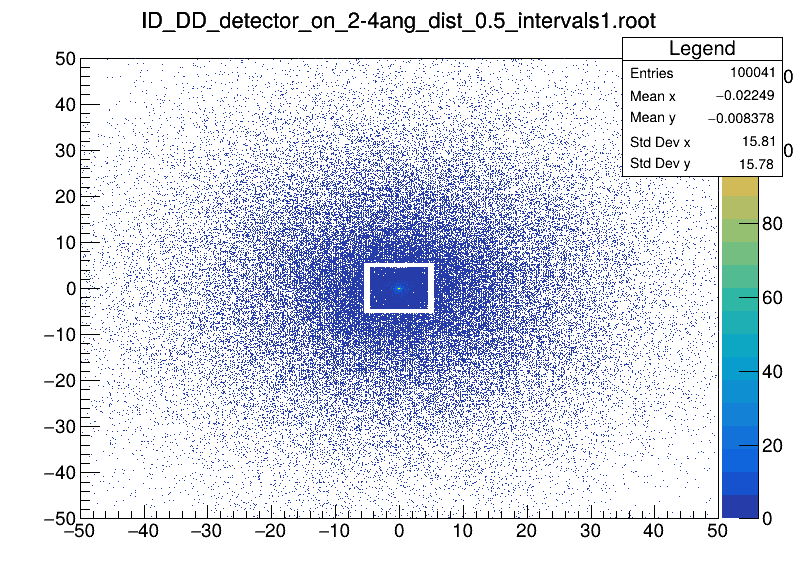 ID_DD_detector_on_2-4ang_dist_0.5_intervals1.root
Legend
Entries 100041
Mean x −0.02249
Mean y −0.008378
Std Dev x 15.81
Std Dev y 15.78
50
40
30
20
10
0
−10
−20
−30
−40
−50
−50 −40 −30 −20 −10 0 10 20 30 40 50
0
0
80
60
40
20
0